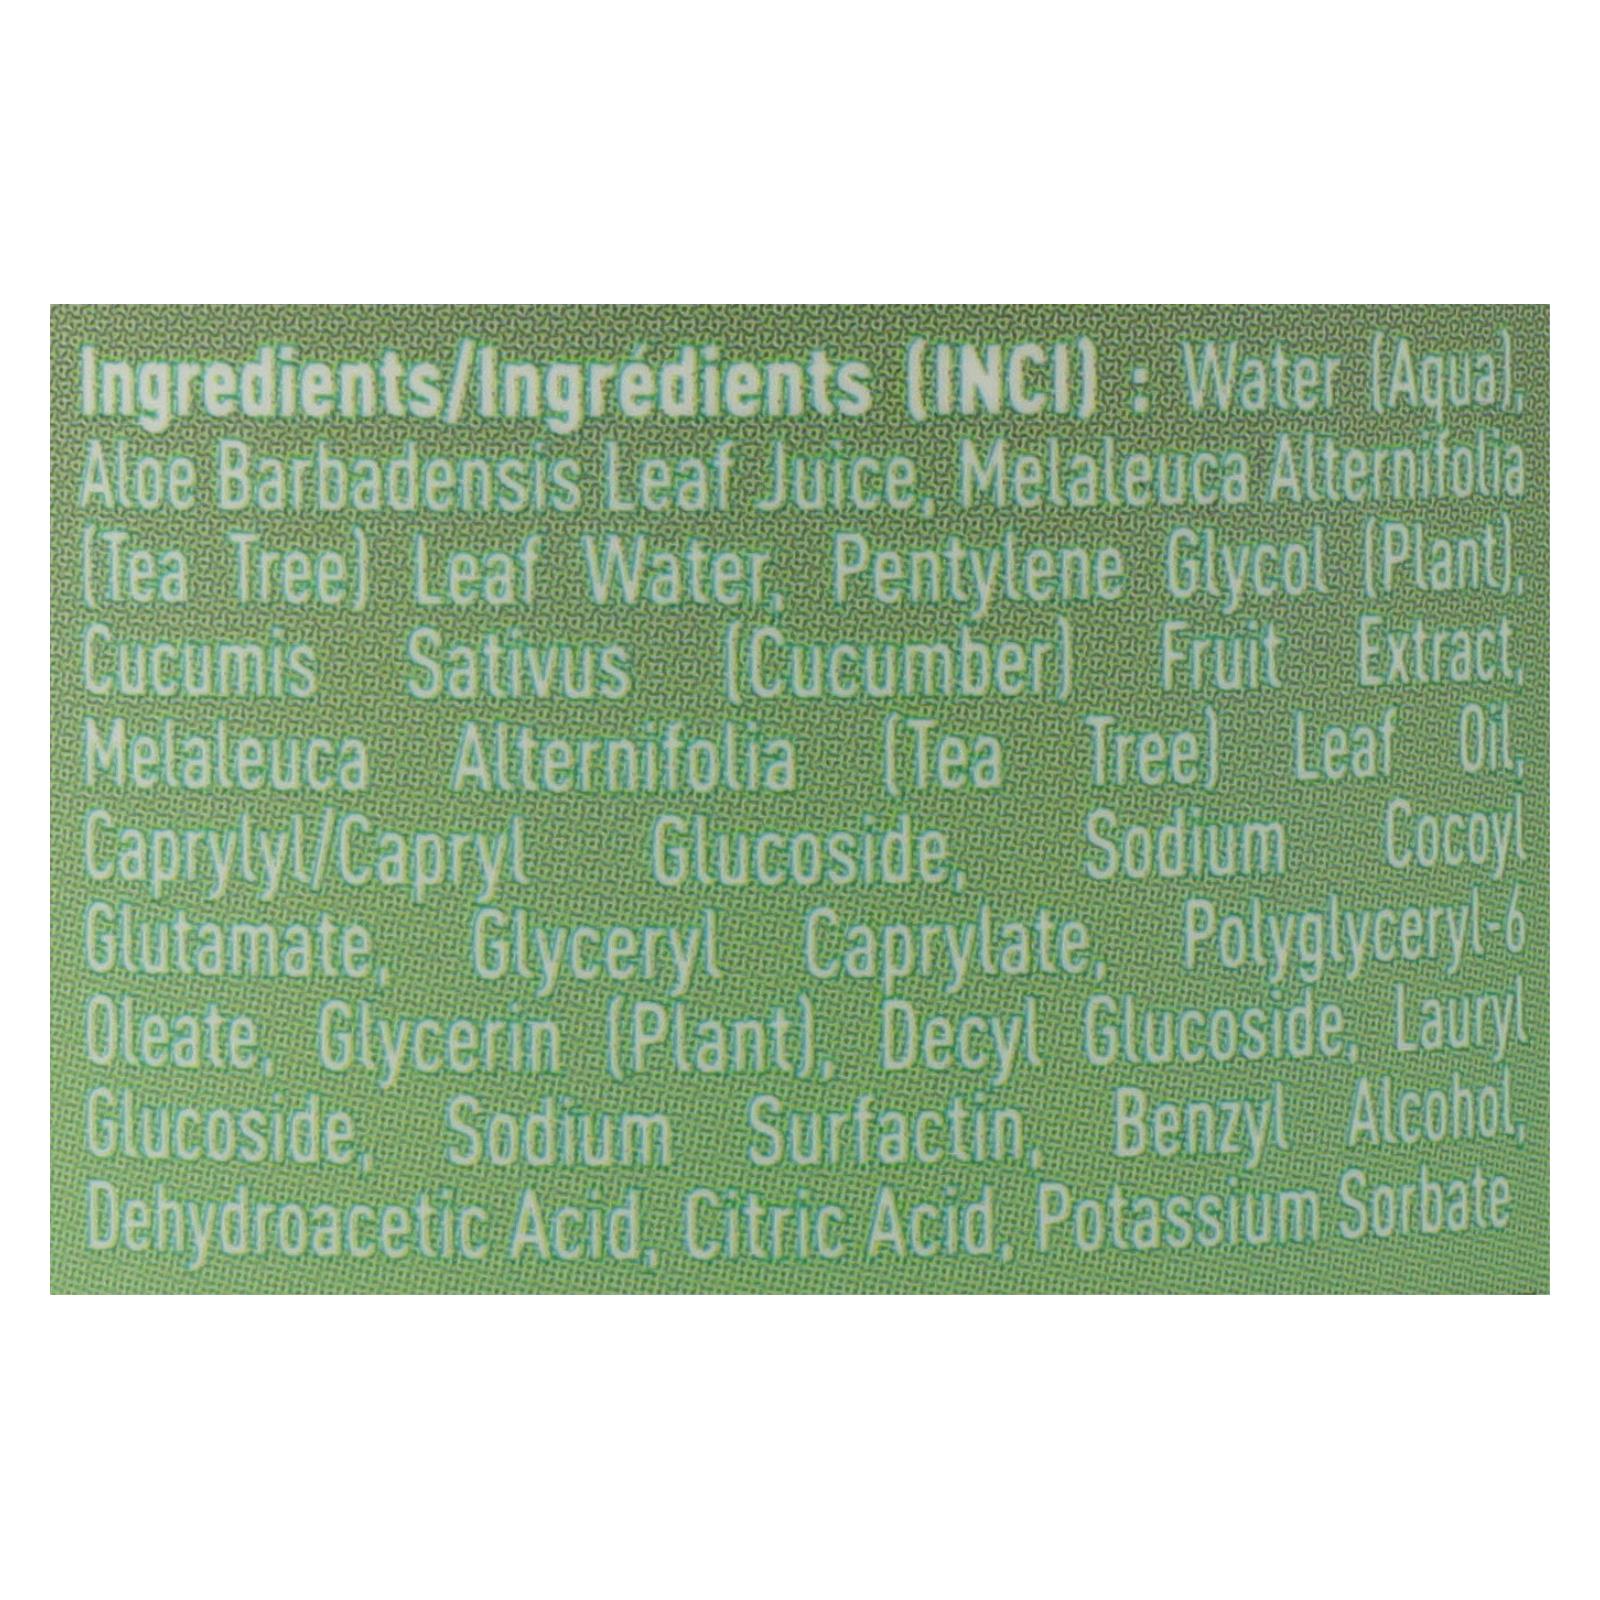 Ingredients/Ingrédients (INCI) : Water (Aqua),
Aloe Barbadensis Leaf Juice, Melaleuca Alternifolia
(Tea Tree) Leaf Water, Pentylene Glycol (Plant),
Cucumis Sativus (Cucumber) Fruit Extract,
Melaleuca Alternifolia (Tea Tree) Leaf Oil,
Caprylyl/Capryl Glucoside, Sodium Cocoyl
Glutamate, Glyceryl Caprylate, Polyglyceryl-6
Oleate, Glycerin (Plant), Decyl Glucoside, Lauryl
Glucoside, Sodium Surfactin, Benzyl Alcohol,
Dehydroacetic Acid, Citric Acid, Potassium Sorbate